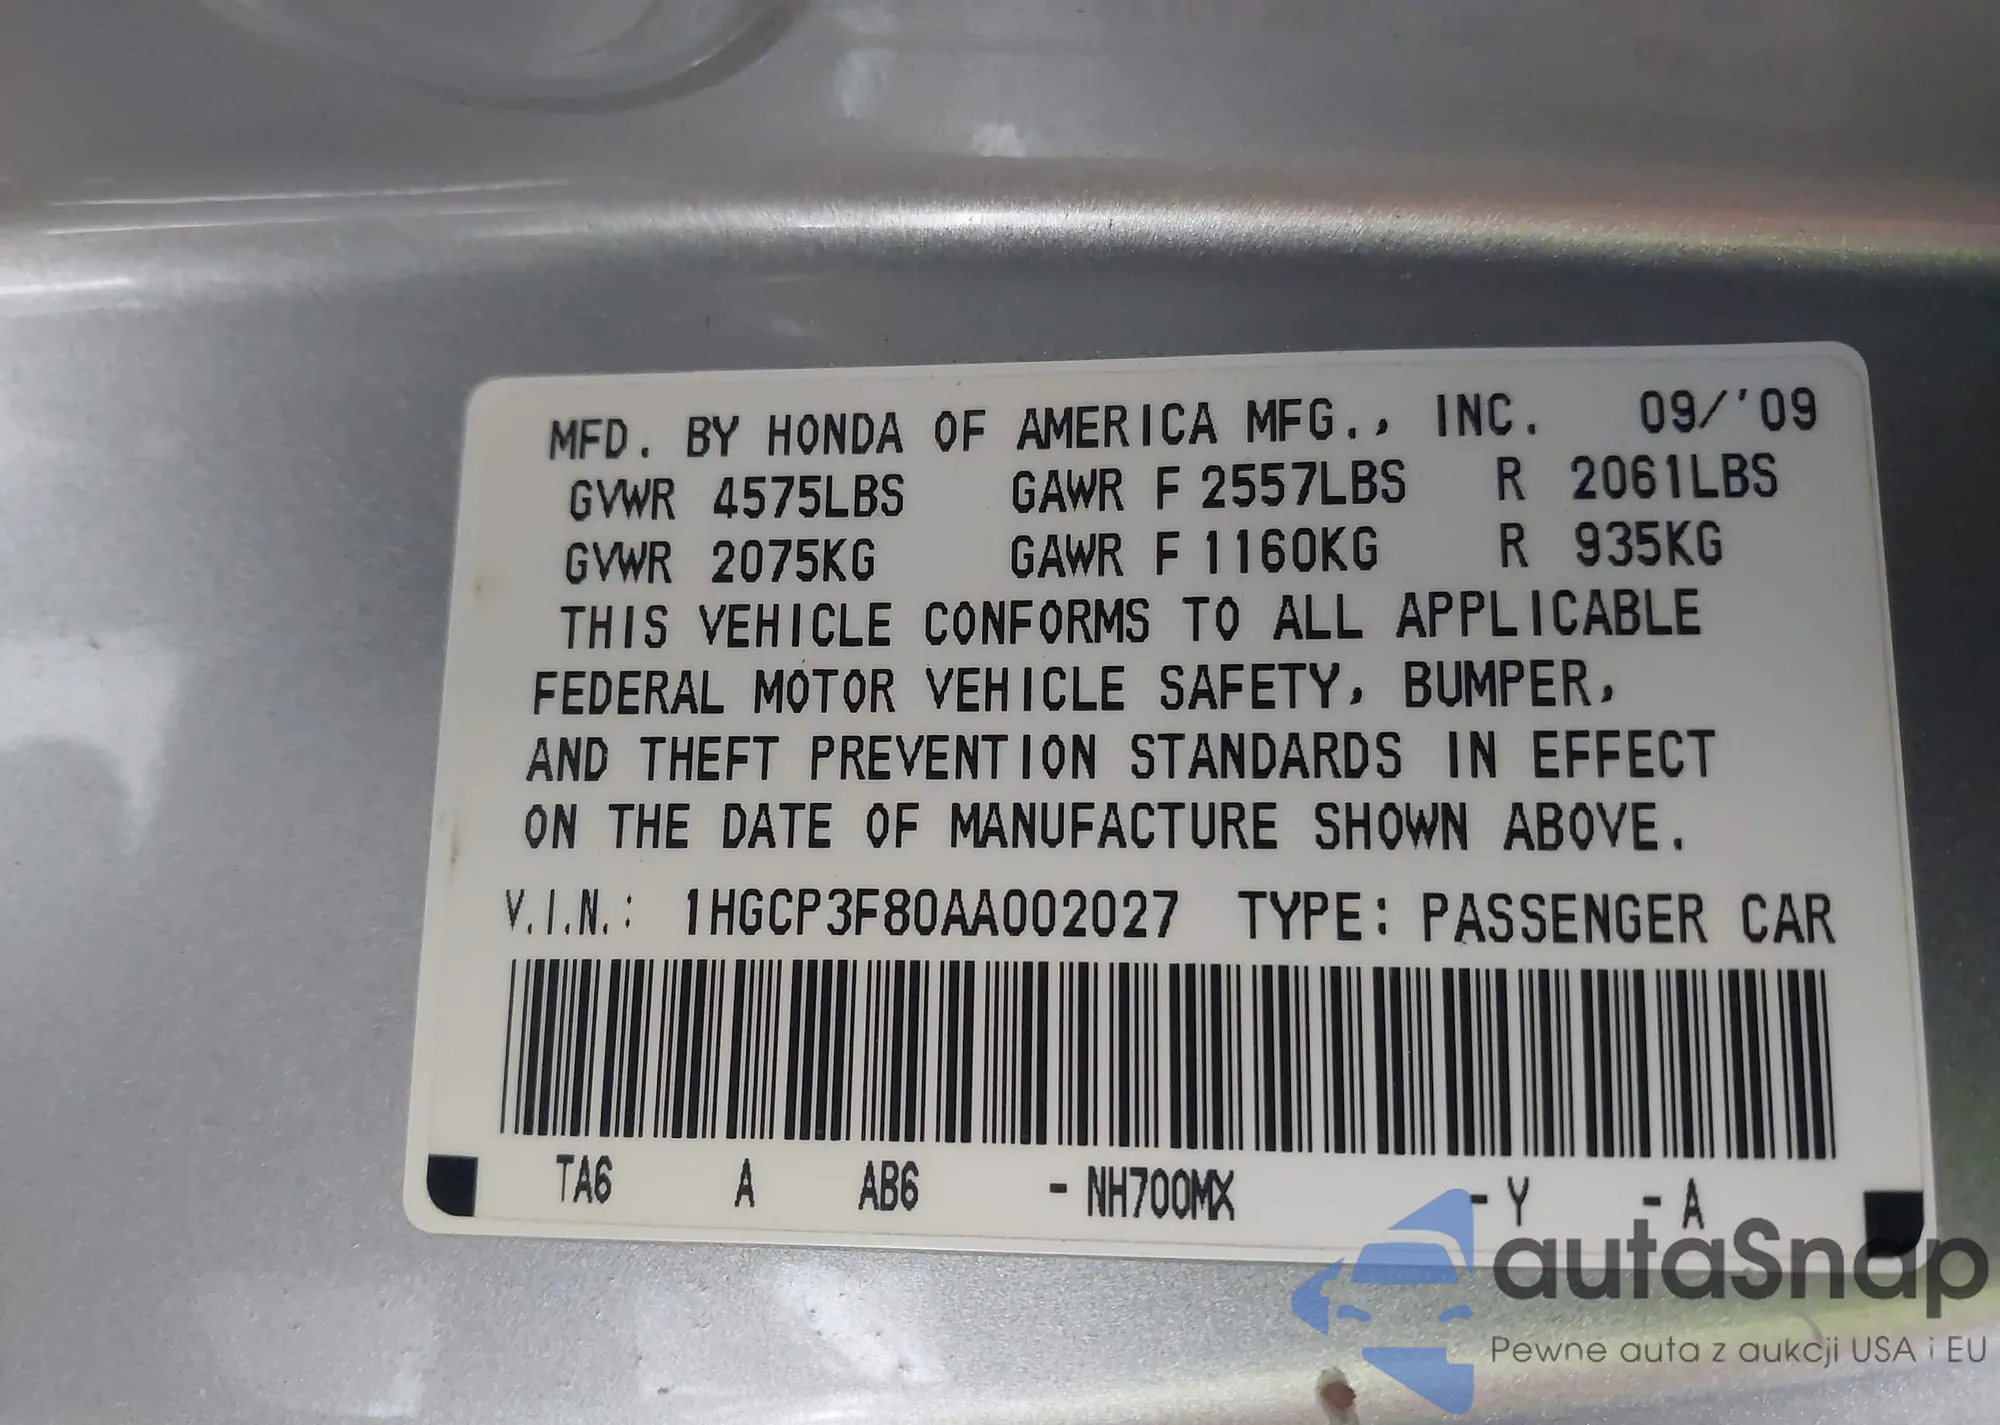 MFD. BY HONDA OF AMERICA MFG., INC. 09/'09
GVWR 4575LBS GAWR F 2557LBS R 2061LBS
GVWR 2075KG GAWR F 1160KG R 935KG
THIS VEHICLE CONFORMS TO ALL APPLICABLE
FEDERAL MOTOR VEHICLE SAFETY, BUMPER,
AND THEFT PREVENTION STANDARDS IN EFFECT
ON THE DATE OF MANUFACTURE SHOWN ABOVE.
V.I.N.: 1HGCP3F80AA002027 TYPE: PASSENGER CAR
TA6 A AB6 - NH700MX - Y - A
autaSnap
Pewne auta z aukcji USA i EU